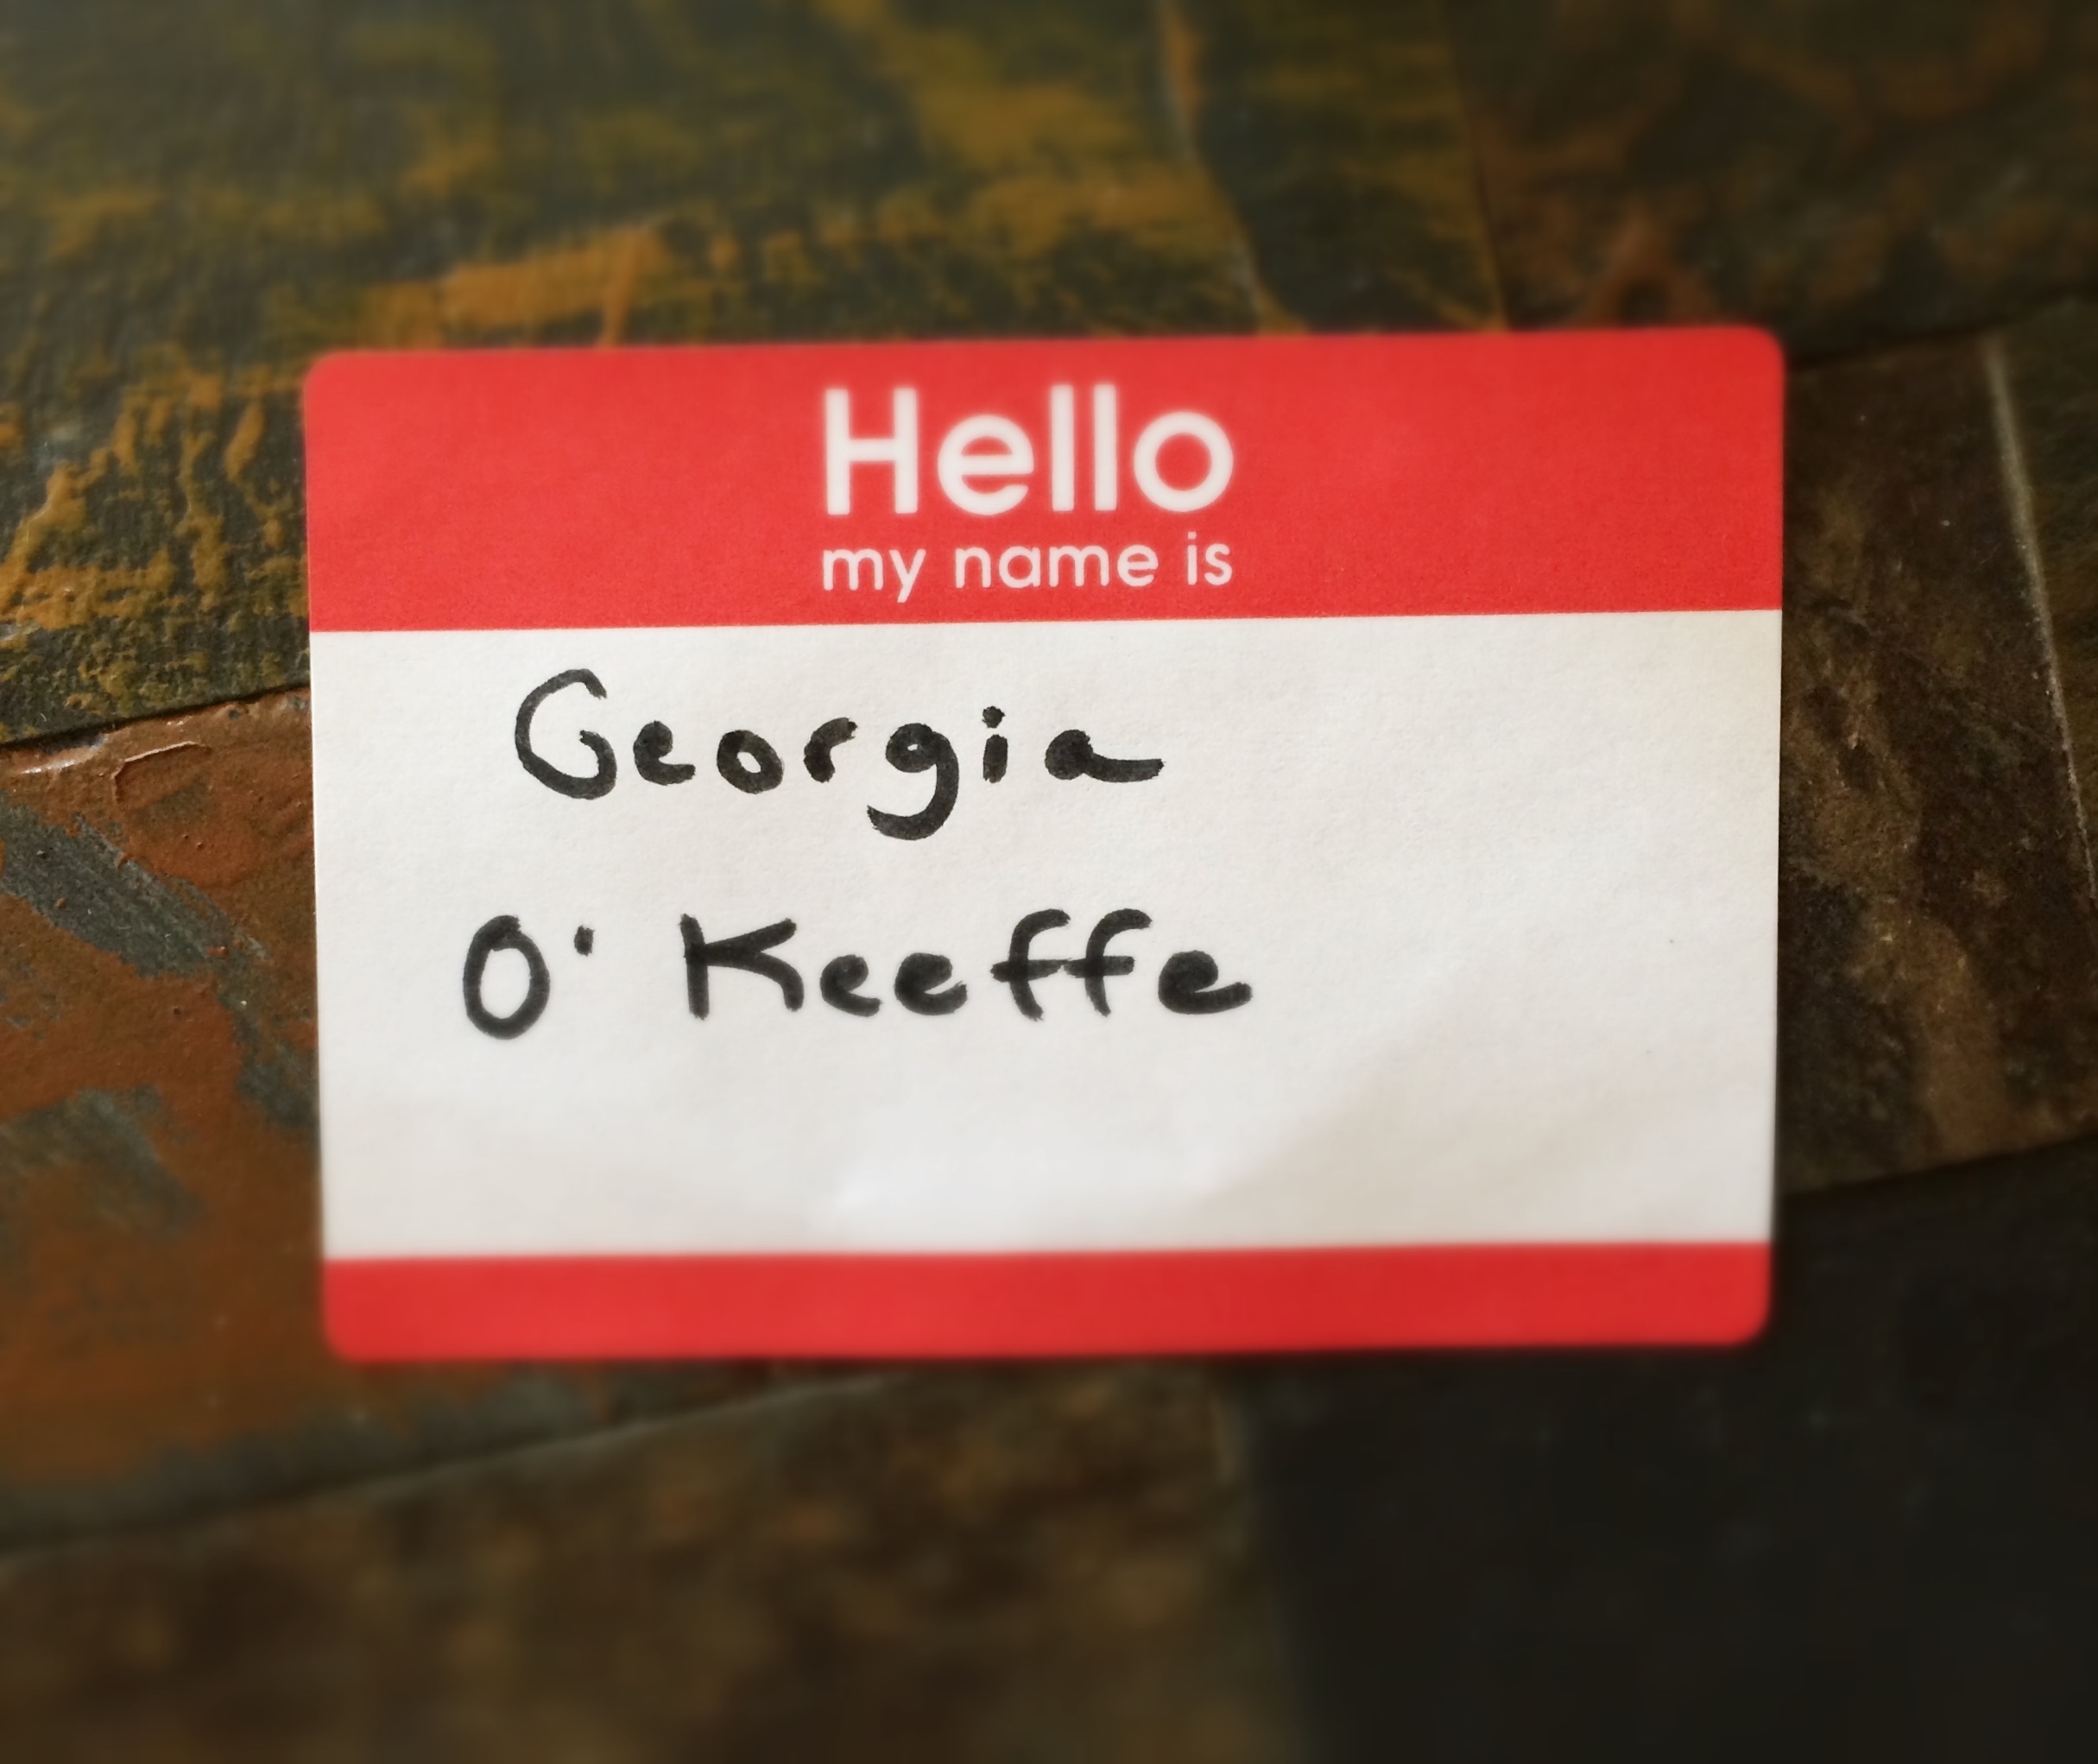 Hello
my name is
Georgia
O' Keeffe